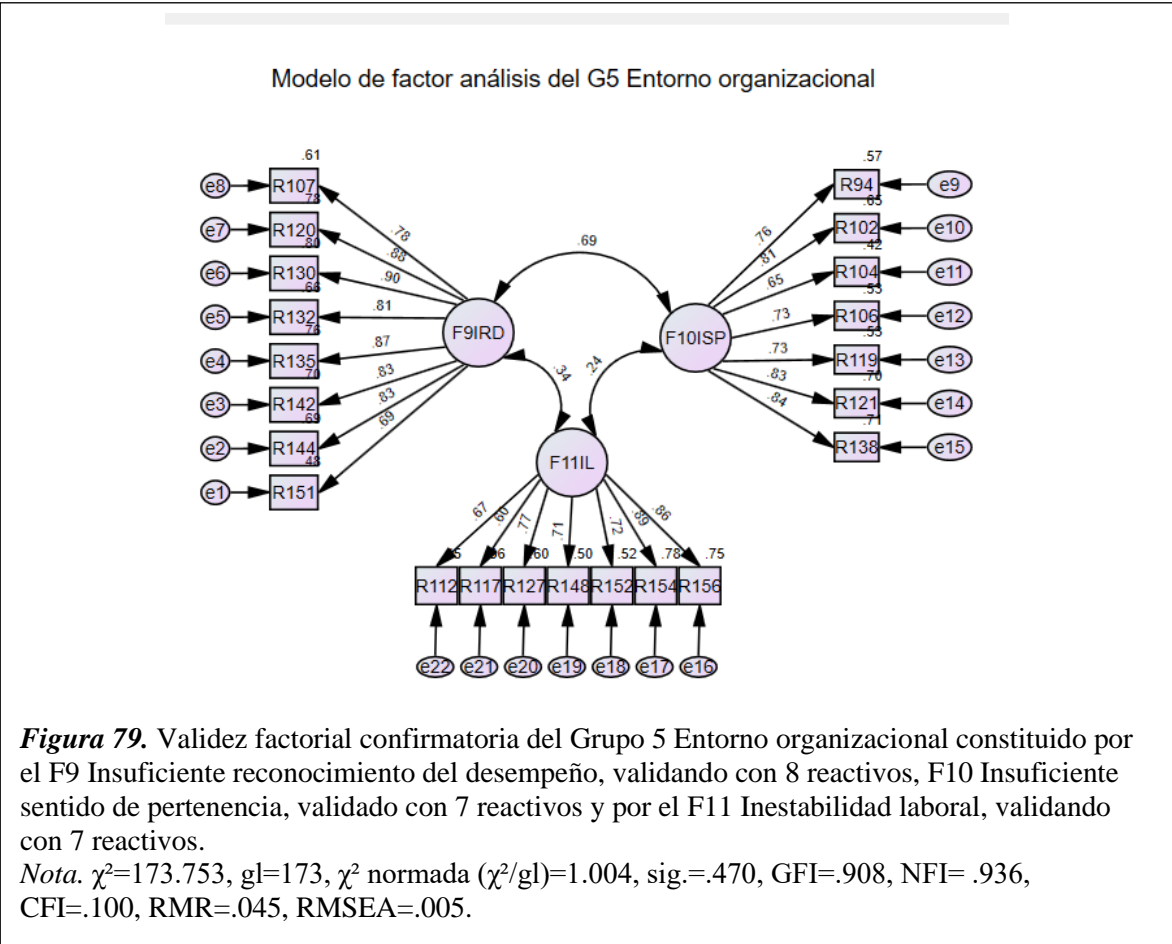 Modelo de factor análisis del G5 Entorno organizacional
.61
e8 R107
.78
e7 R120
.80
e6 R130
.66
e5 R132
.76
e4 R135
.70
e3 R142
.69
e2 R144
.48
e1 R151
.78
.88
.90
.81
.87
.83
.83
.69
F9IRD
.69
F10ISP
.34
.24
F11IL
.57
R94 e9
.65
R102 e10
.42
R104 e11
.53
R106 e12
.53
R119 e13
.70
R121 e14
.71
R138 e15
.76
.81
.65
.73
.73
.83
.84
.67 .60 .77 .71 .72 .89 .86
.60 .50 .52 .78 .75
R112 R117 R127 R148 R152 R154 R156
e22 e21 e20 e19 e18 e17 e16
Figura 79. Validez factorial confirmatoria del Grupo 5 Entorno organizacional constituido por
el F9 Insuficiente reconocimiento del desempeño, validando con 8 reactivos, F10 Insuficiente
sentido de pertenencia, validado con 7 reactivos y por el F11 Inestabilidad laboral, validando
con 7 reactivos.
Nota. χ²=173.753, gl=173, χ² normada (χ²/gl)=1.004, sig.=.470, GFI=.908, NFI= .936,
CFI=.100, RMR=.045, RMSEA=.005.